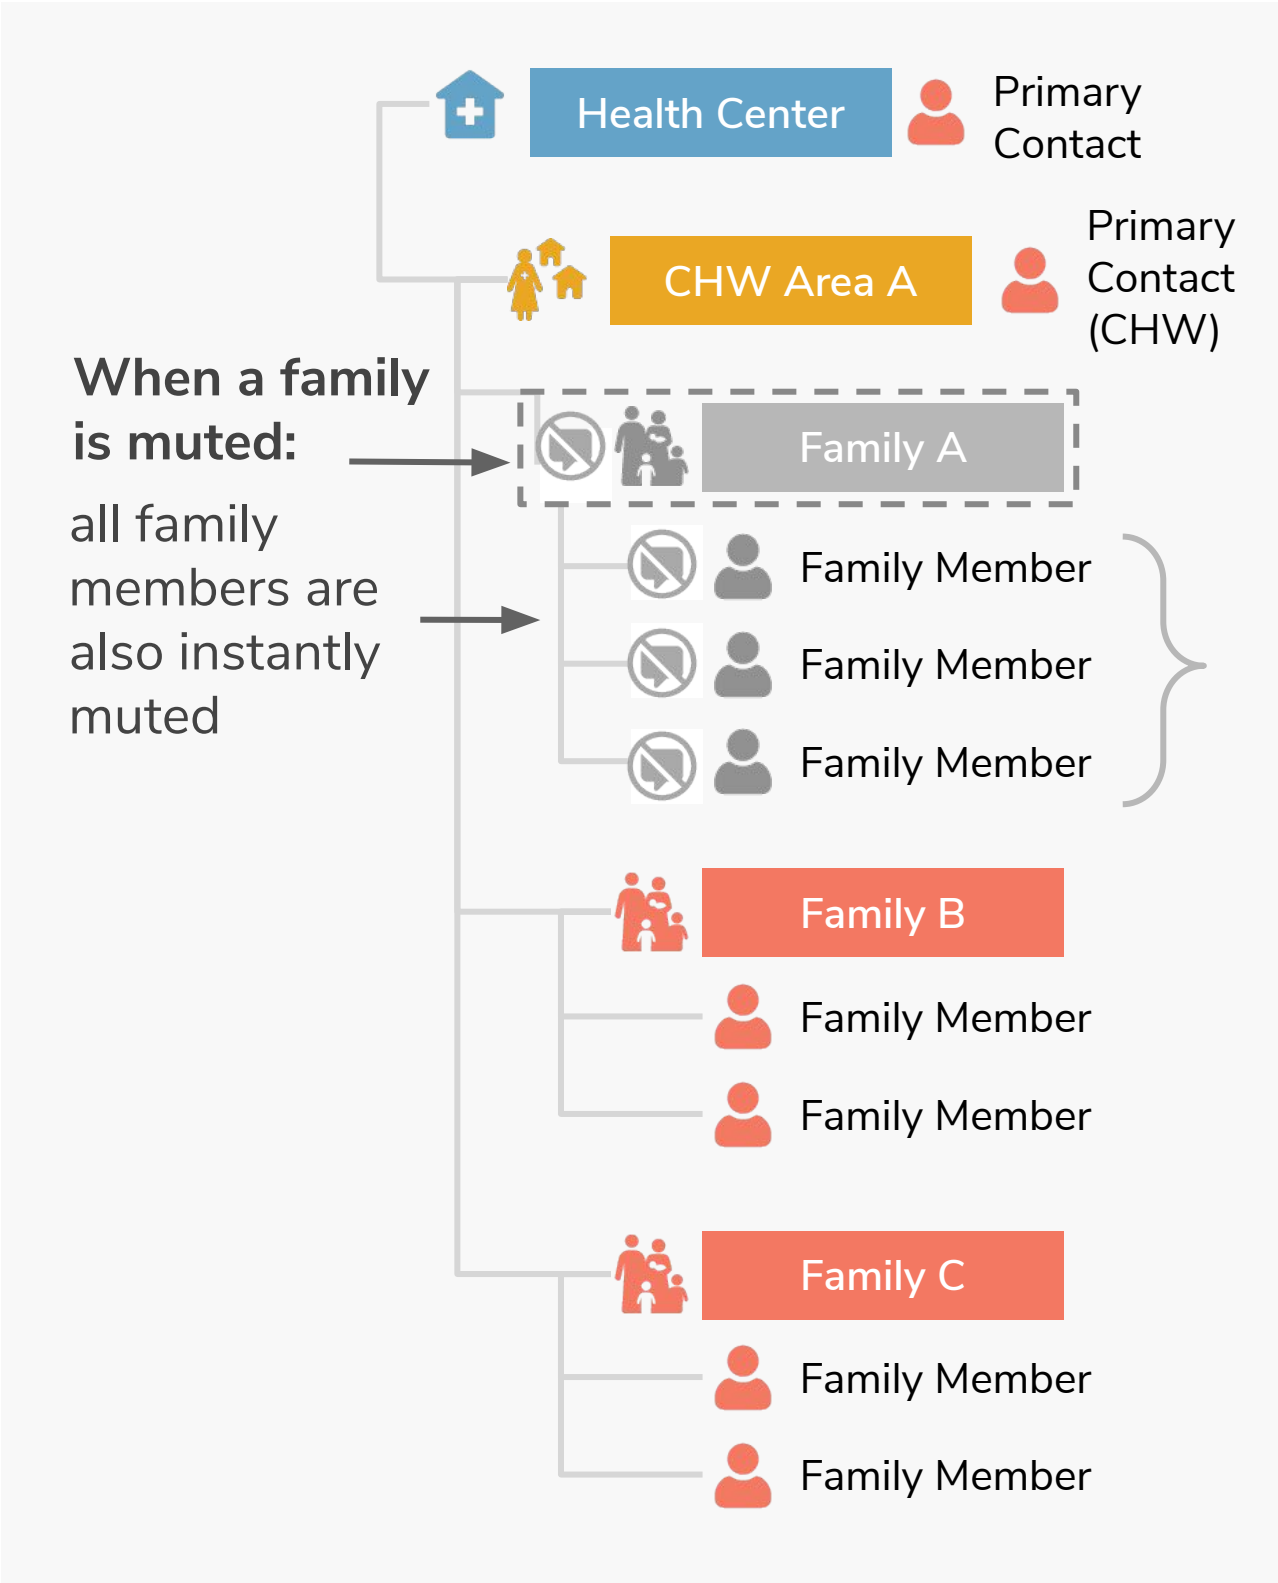 Health Center
Primary
Contact
CHW Area A
Primary
Contact
(CHW)
When a family
is muted:
all family
members are
also instantly
muted
Family A
Family Member
Family Member
Family Member
Family B
Family Member
Family Member
Family C
Family Member
Family Member